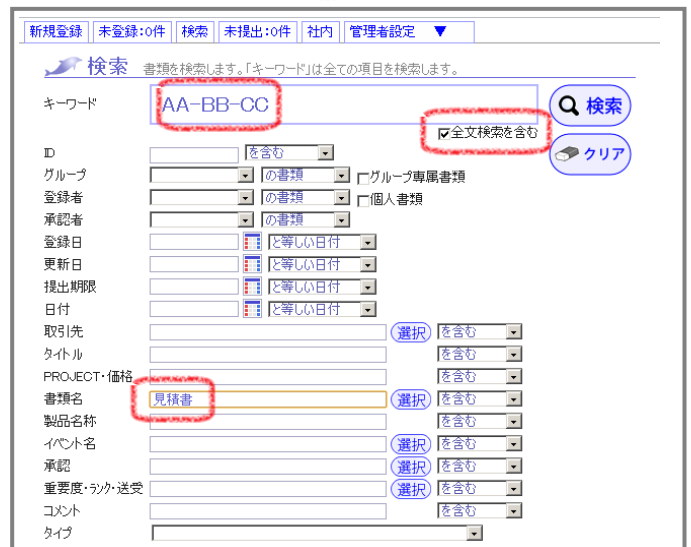 新規登録 未登録:0件 検索 未提出:0件 社内 管理者設定 ▼
検索 書類を検索します。「キーワード」は全ての項目を検索します。
キーワード AA-BB-CC 検索
全文検索を含む
クリア
ID を含む
グループ の書類 グループ専属書類
登録者 の書類 個人書類
承認者 の書類
登録日 と等しい日付
更新日 と等しい日付
提出期限 と等しい日付
日付 と等しい日付
取引先 選択 を含む
タイトル を含む
PROJECT・価格 を含む
書類名 見積書 選択 を含む
製品名称 を含む
イベント名 選択 を含む
承認 選択 を含む
重要度・ランク・送受 選択 を含む
コメント を含む
タイプ